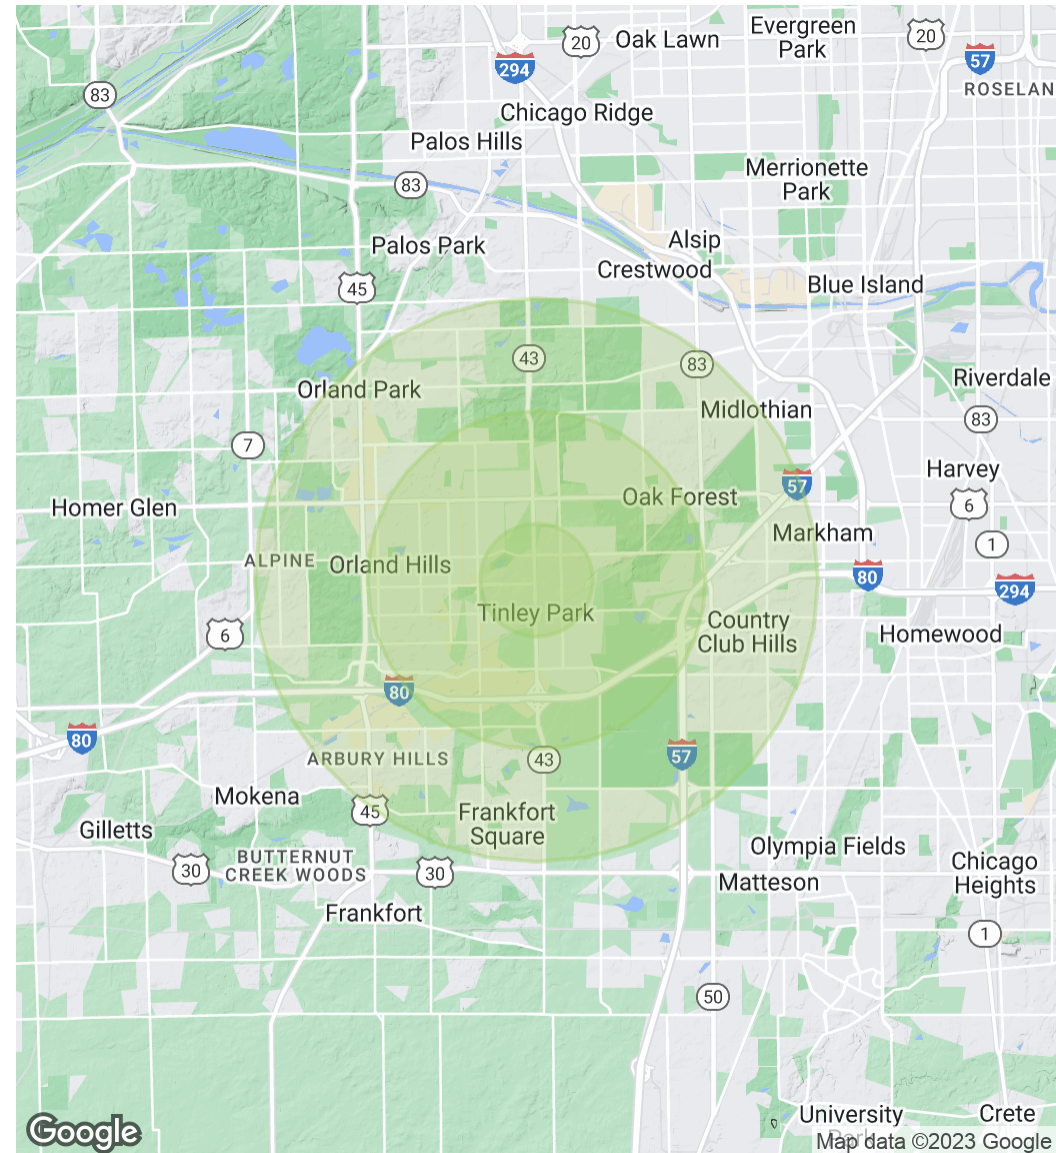 Evergreen
Park
20
Oak Lawn
20
294
57
83
ROSELAN
Chicago Ridge
Palos Hills
Merrionette
Park
83
Palos Park
Alsip
Crestwood
45
Blue Island
43
83
Riverdale
Orland Park
Midlothian
83
7
Harvey
57
Oak Forest
6
Homer Glen
Markham
1
ALPINE
Orland Hills
80
294
Tinley Park
Country
Club Hills
6
Homewood
80
80
57
ARBURY HILLS
43
Mokena
45
Frankfort
Square
Gilletts
Olympia Fields
BUTTERNUT
CREEK WOODS
30
30
Chicago
Heights
Matteson
Frankfort
1
50
University
Park
Crete
Google
Map data ©2023 Google